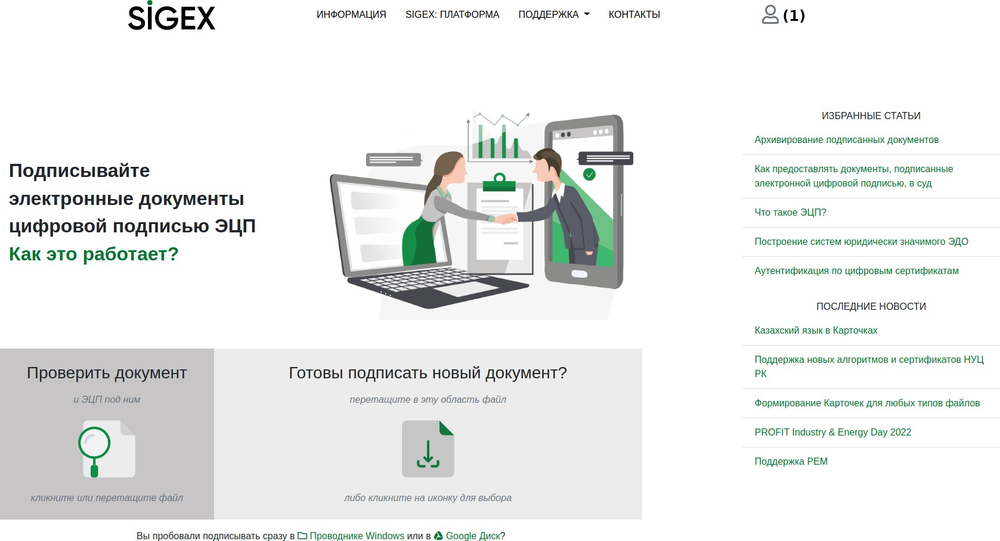 SIGEX
ИНФОРМАЦИЯ
SIGEX: ПЛАТФОРМА
ПОДДЕРЖКА
КОНТАКТЫ
(1)
Подписывайте
электронные документы
цифровой подписью ЭЦП
Как это работает?
ИЗБРАННЫЕ СТАТЬИ
Архивирование подписанных документов
Как предоставлять документы, подписанные
электронной цифровой подписью, в суд
Что такое ЭЦП?
Построение систем юридически значимого ЭДО
Аутентификация по цифровым сертификатам
ПОСЛЕДНИЕ НОВОСТИ
Казахский язык в Карточках
Поддержка новых алгоритмов и сертификатов НУЦ
РК
Формирование Карточек для любых типов файлов
PROFIT Industry & Energy Day 2022
Поддержка PEM
Проверить документ
и ЭЦП под ним
кликните или перетащите файл
Готовы подписать новый документ?
перетащите в эту область файл
либо кликните на иконку для выбора
Вы пробовали подписывать сразу в Проводнике Windows или в Google Диск?